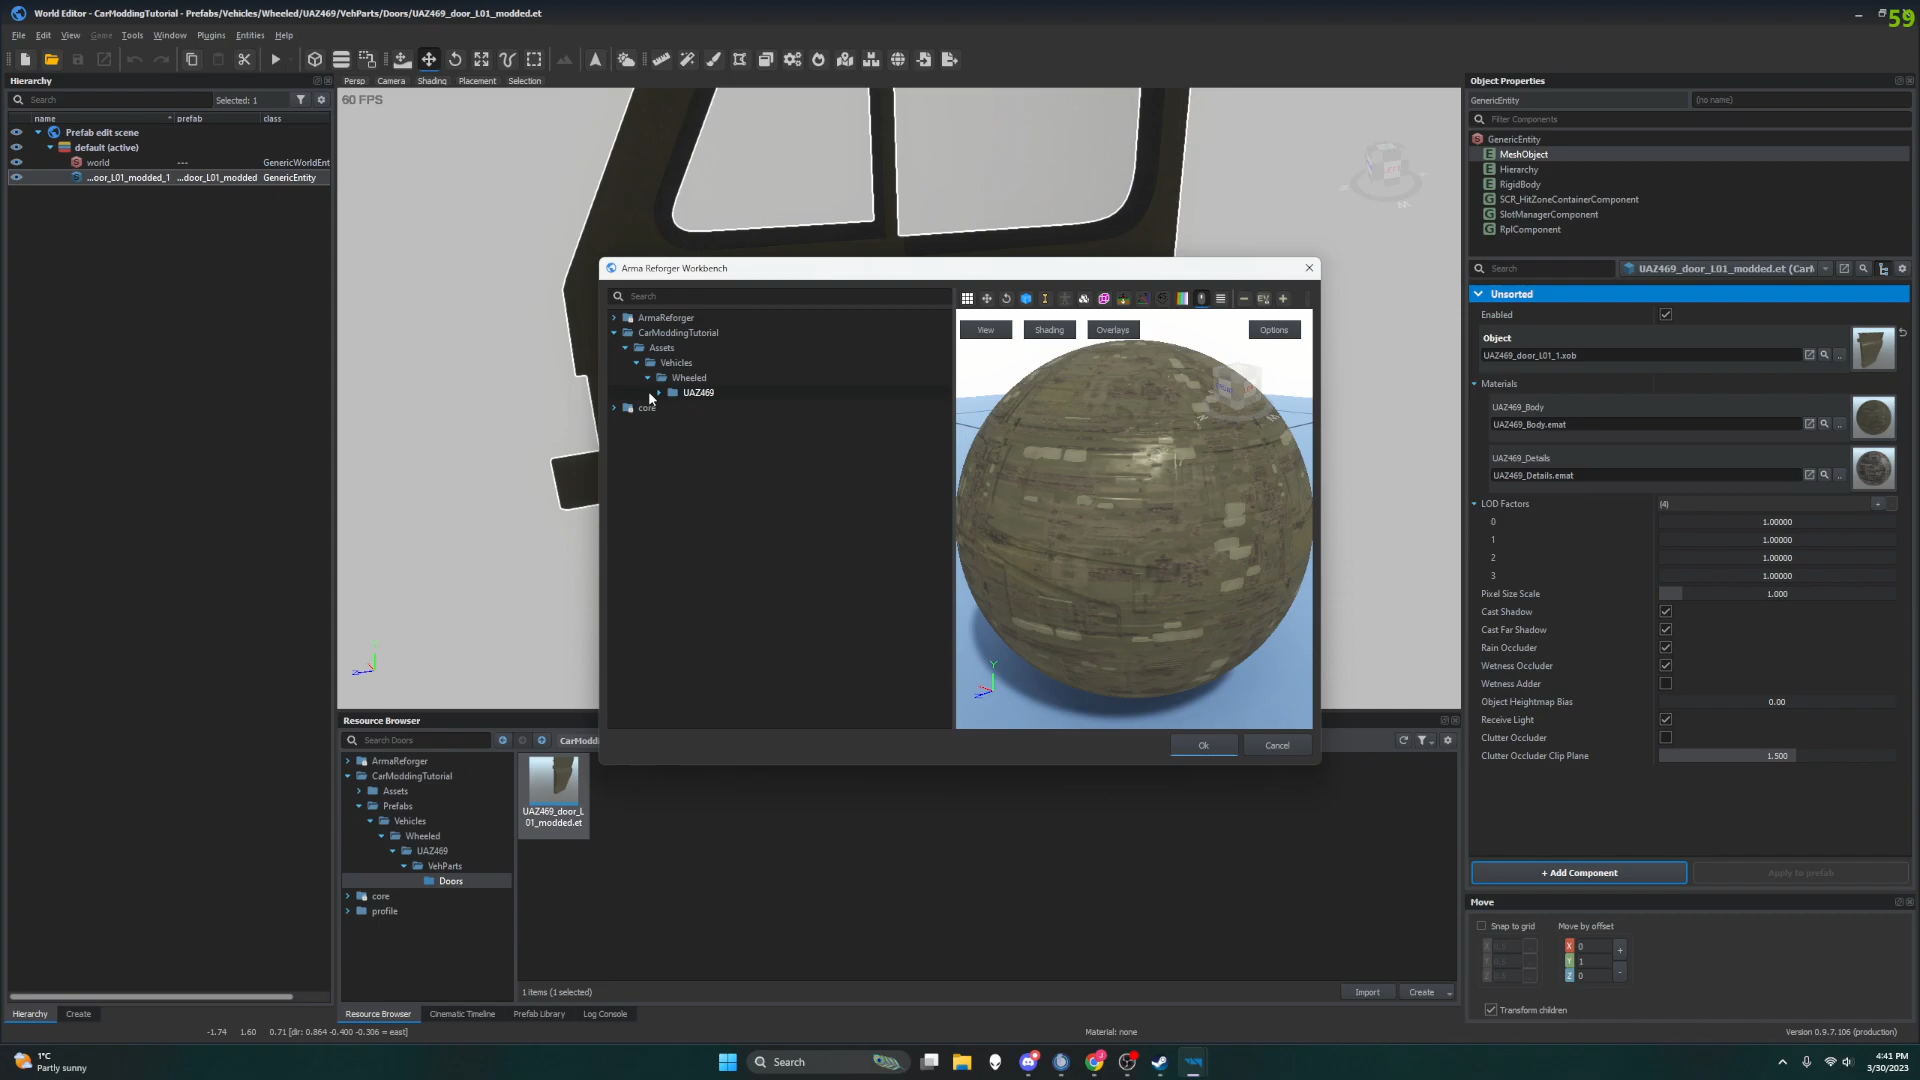 World Editor - CarModdingTutorial - Prefabs/Vehicles/Wheeled/UAZ469/VehParts/Doors/UAZ469_door_L01_modded.et
59
File Edit View Game Tools Window Plugins Entities Help
Hierarchy
Search
Selected: 1
name prefab class
Prefab edit scene
default (active)
world --- GenericWorldEnt
...oor_L01_modded_1 ...door_L01_modded GenericEntity
Persp Camera Shading Placement Selection
60 FPS
Arma Reforger Workbench
Search
ArmaReforger
CarModdingTutorial
Assets
Vehicles
Wheeled
UAZ469
core
View Shading Overlays Options
Y
Ok Cancel
Resource Browser
Search Doors
CarModdi
ArmaReforger
CarModdingTutorial
Assets
Prefabs
Vehicles
Wheeled
UAZ469
VehParts
Doors
core
profile
UAZ469_door_L
01_modded.et
1 items (1 selected)
Import Create
Hierarchy Create
Resource Browser Cinematic Timeline Prefab Library Log Console
-1.74 1.60 0.71 [dir: 0.864 -0.400 -0.306 = east]
Material: none
Version 0.9.7.106 (production)
Object Properties
GenericEntity (no name)
Filter Components
GenericEntity
MeshObject
Hierarchy
RigidBody
SCR_HitZoneContainerComponent
SlotManagerComponent
RplComponent
Search
UAZ469_door_L01_modded.et (CarM
Unsorted
Enabled
Object
UAZ469_door_L01_1.xob
Materials
UAZ469_Body
UAZ469_Body.emat
UAZ469_Details
UAZ469_Details.emat
LOD Factors (4)
0 1.00000
1 1.00000
2 1.00000
3 1.00000
Pixel Size Scale 1.000
Cast Shadow
Cast Far Shadow
Rain Occluder
Wetness Occluder
Wetness Adder
Object Heightmap Bias 0.00
Receive Light
Clutter Occluder
Clutter Occluder Clip Plane 1.500
+ Add Component
Apply to prefab
Move
Snap to grid Move by offset
X 0.5 X 0
Y 0.5 Y 1
Z 0.5 Z 0
Transform children
1°C
Partly sunny
Search
4:41 PM
3/30/2023